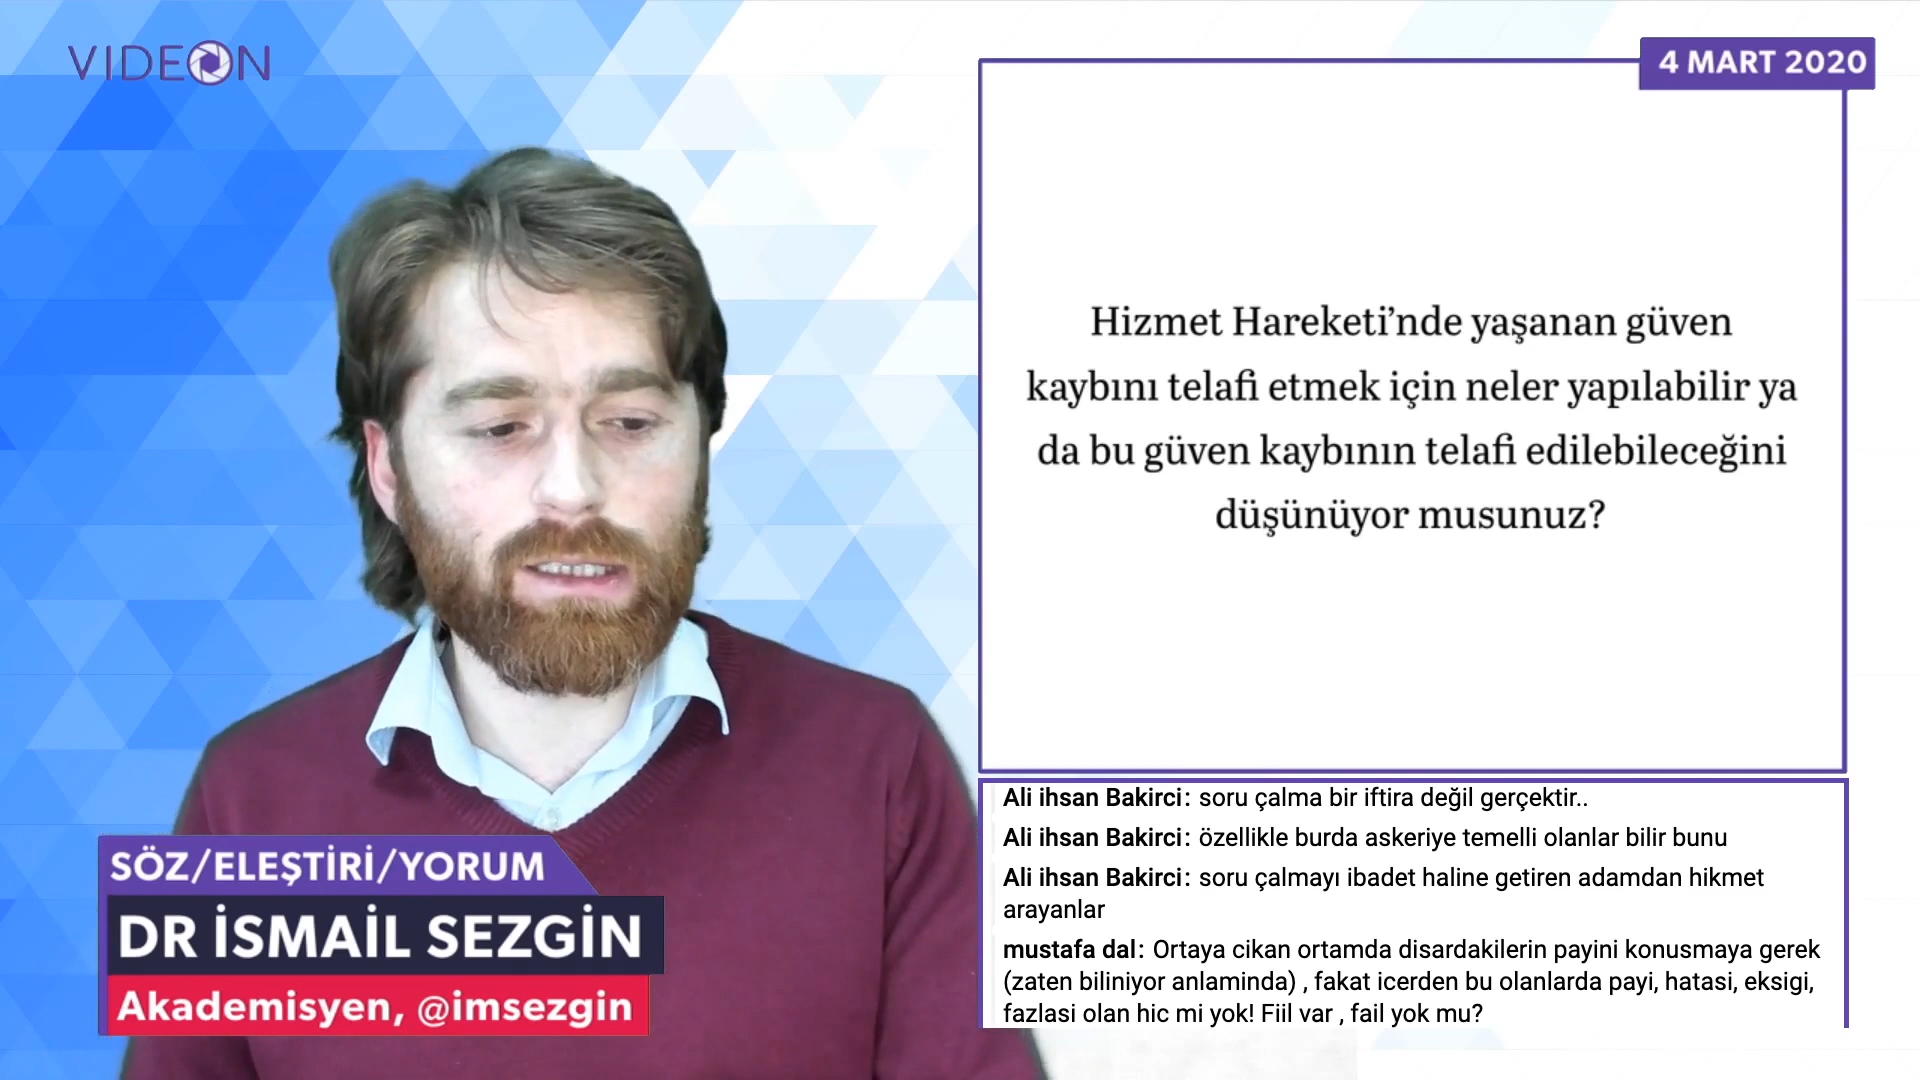 VIDEON
4 MART 2020
Hizmet Hareketi’nde yaşanan güven
kaybını telafi etmek için neler yapılabilir ya
da bu güven kaybının telafi edilebileceğini
düşünüyor musunuz?
Ali ihsan Bakirci: soru çalma bir iftira değil gerçektir..
Ali ihsan Bakirci: özellikle burda askeriye temelli olanlar bilir bunu
Ali ihsan Bakirci: soru çalmayı ibadet haline getiren adamdan hikmet
arayanlar
mustafa dal: Ortaya cikan ortamda disardakilerin payini konusmaya gerek
(zaten biliniyor anlaminda) , fakat icerden bu olanlarda payi, hatasi, eksigi,
fazlasi olan hic mi yok! Fiil var , fail yok mu?
SÖZ/ELEŞTİRİ/YORUM
DR İSMAİL SEZGİN
Akademisyen, @imsezgin